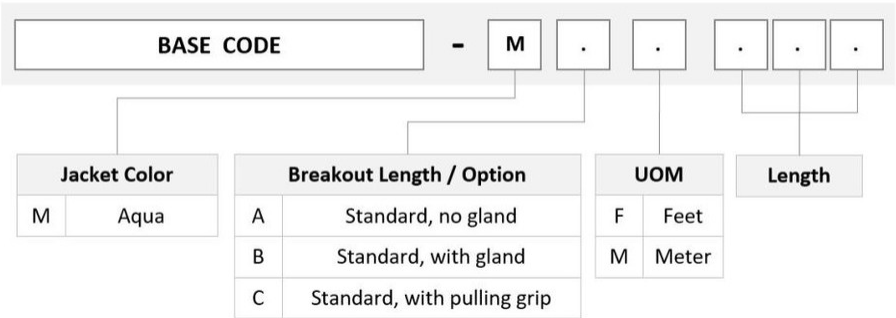 BASE CODE - M . . . . .
Jacket Color Breakout Length / Option UOM Length
M Aqua A Standard, no gland F Feet
B Standard, with gland M Meter
C Standard, with pulling grip